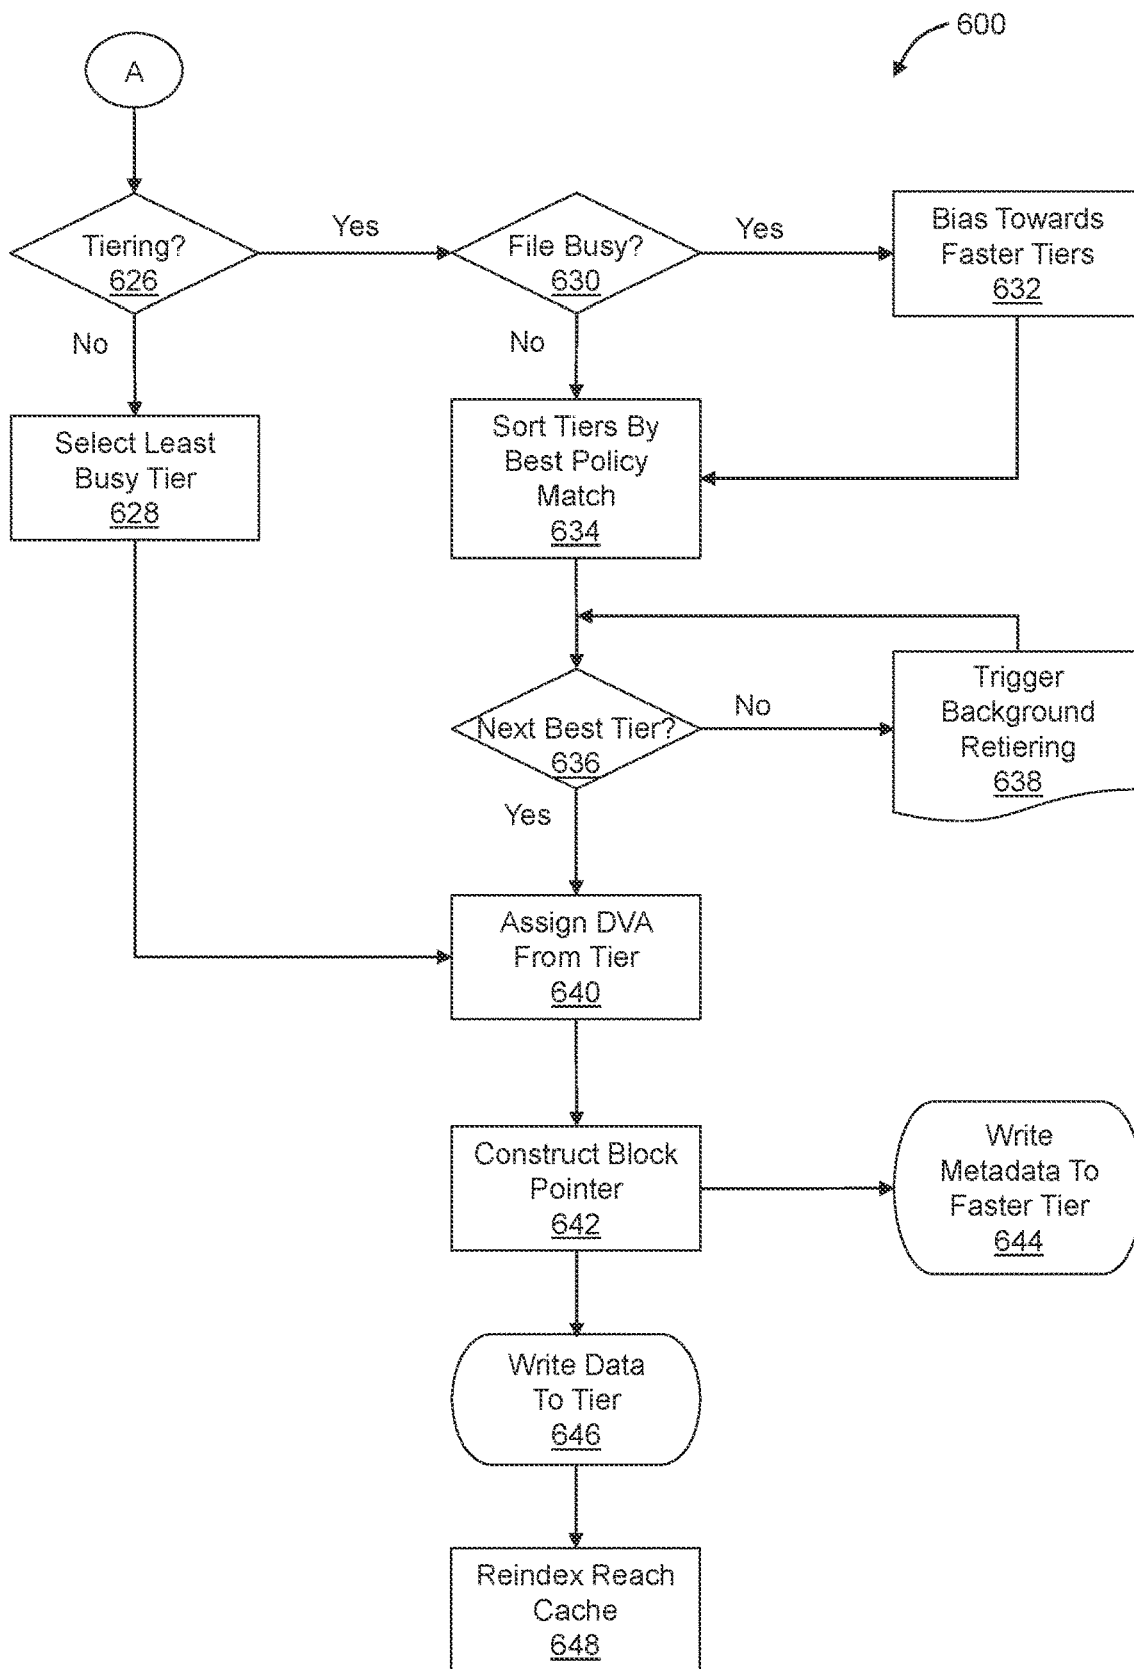 600
A
Tiering?
626
Yes
File Busy?
630
Yes
Bias Towards
Faster Tiers
632
No
No
Select Least
Busy Tier
628
Sort Tiers By
Best Policy
Match
634
Next Best Tier?
636
No
Trigger
Background
Retiering
638
Yes
Assign DVA
From Tier
640
Construct Block
Pointer
642
Write
Metadata To
Faster Tier
644
Write Data
To Tier
646
Reindex Reach
Cache
648